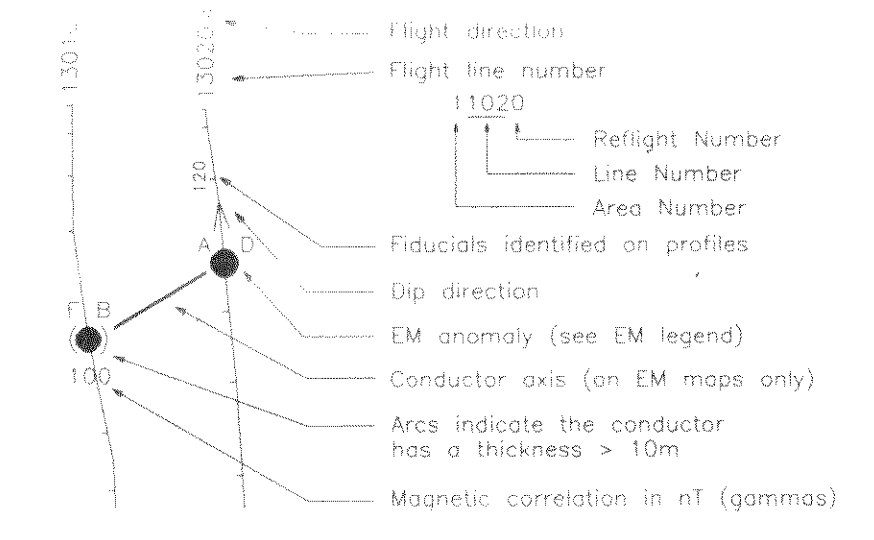 Flight direction
Flight line number
11020
Reflight Number
Line Number
Area Number
120
Fiducials identified on profiles
A D
Dip direction
F B
EM anomaly (see EM legend)
100
Conductor axis (on EM maps only)
Arcs indicate the conductor
has a thickness > 10m
Magnetic correlation in nT (gammas)